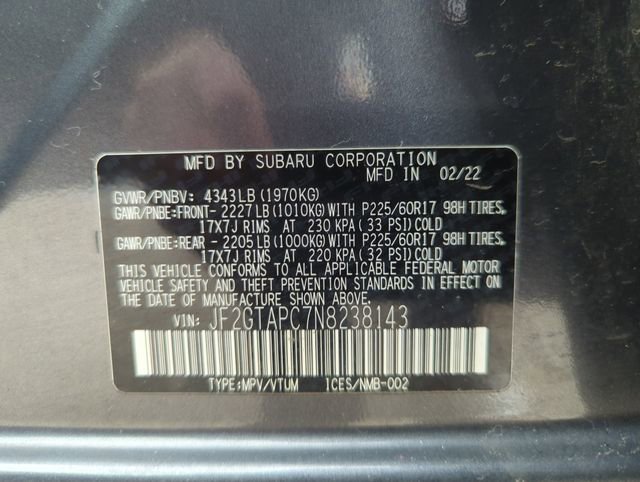 MFD BY SUBARU CORPORATION
MFD IN 02/22
GVWR/PNBV: 4343LB (1970KG)
GAWR/PNBE:FRONT- 2227LB (1010KG) WITH P225/60R17 98H TIRES,
17X7J RIMS AT 230 KPA (33 PSI) COLD
GAWR/PNBE:REAR - 2205LB (1000KG) WITH P225/60R17 98H TIRES,
17X7J RIMS AT 220 KPA (32 PSI) COLD
THIS VEHICLE CONFORMS TO ALL APPLICABLE FEDERAL MOTOR
VEHICLE SAFETY AND THEFT PREVENTION STANDARDS IN EFFECT ON
THE DATE OF MANUFACTURE SHOWN ABOVE.
VIN: JF2GTAPC7N8238143
TYPE:MPV/VTUM ICES/NMB-002